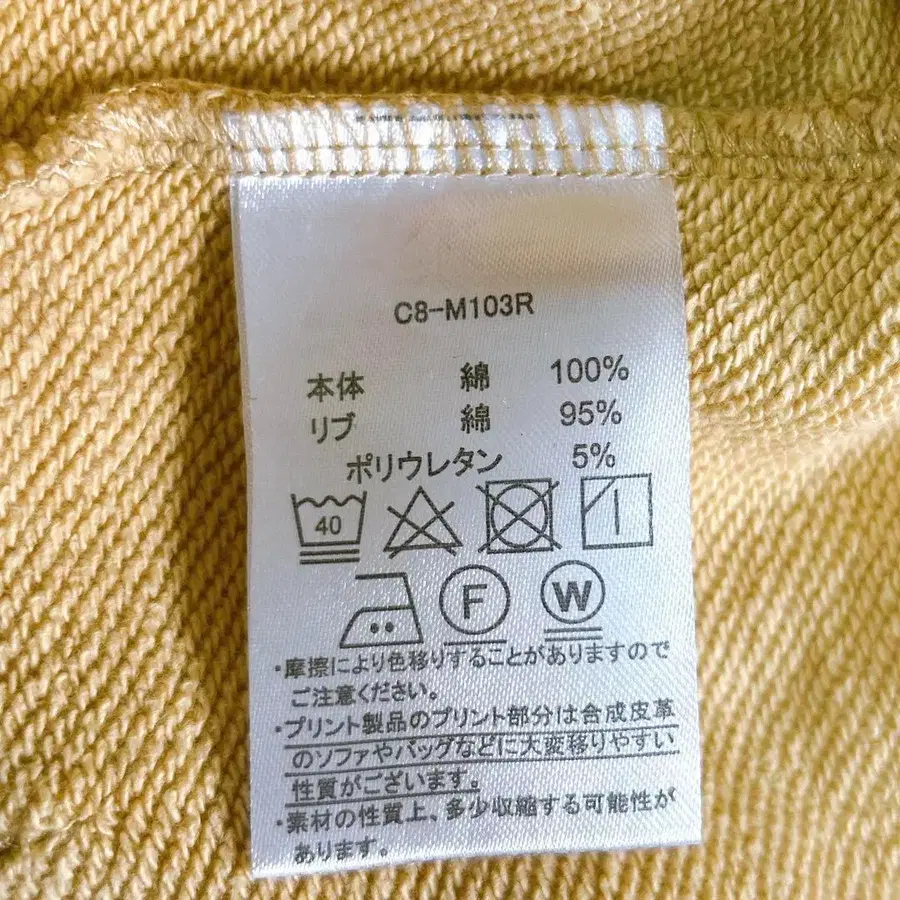 C8-M103R
本体 綿 100%
リブ 綿 95%
ポリウレタン 5%
40
F W
・摩擦により色移りすることがありますので
ご注意ください。
・プリント製品のプリント部分は合成皮革
のソファやバッグなどに大変移りやすい
性質がございます。
・素材の性質上、多少収縮する可能性が
あります。